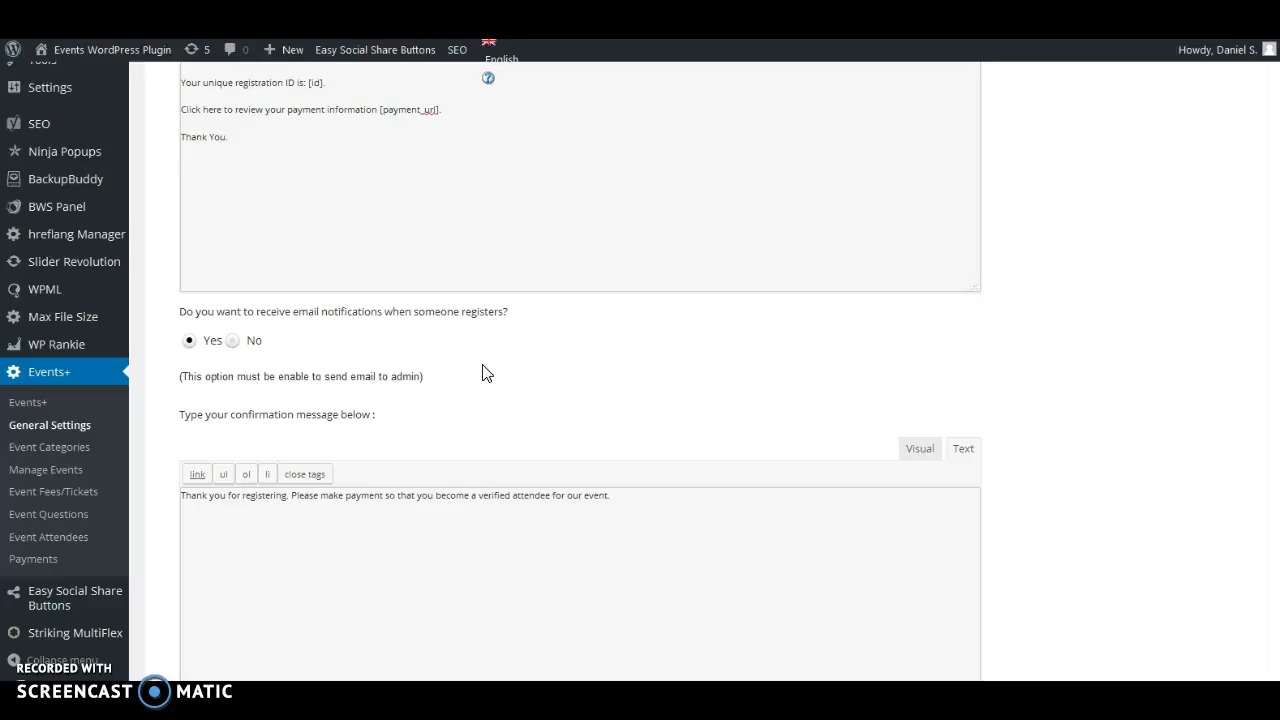 Events WordPress Plugin 5 0 New Easy Social Share Buttons SEO English Howdy, Daniel S.
Tools
Settings
SEO
Ninja Popups
BackupBuddy
BWS Panel
hreflang Manager
Slider Revolution
WPML
Max File Size
WP Rankie
Events+
Events+
General Settings
Event Categories
Manage Events
Event Fees/Tickets
Event Questions
Event Attendees
Payments
Easy Social Share
Buttons
Striking MultiFlex
Collapse menu
Your unique registration ID is: [id].
Click here to review your payment information [payment_url].
Thank You.
Do you want to receive email notifications when someone registers?
Yes No
(This option must be enable to send email to admin)
Type your confirmation message below :
Visual Text
link ul ol li close tags
Thank you for registering. Please make payment so that you become a verified attendee for our event.
RECORDED WITH
SCREENCAST MATIC